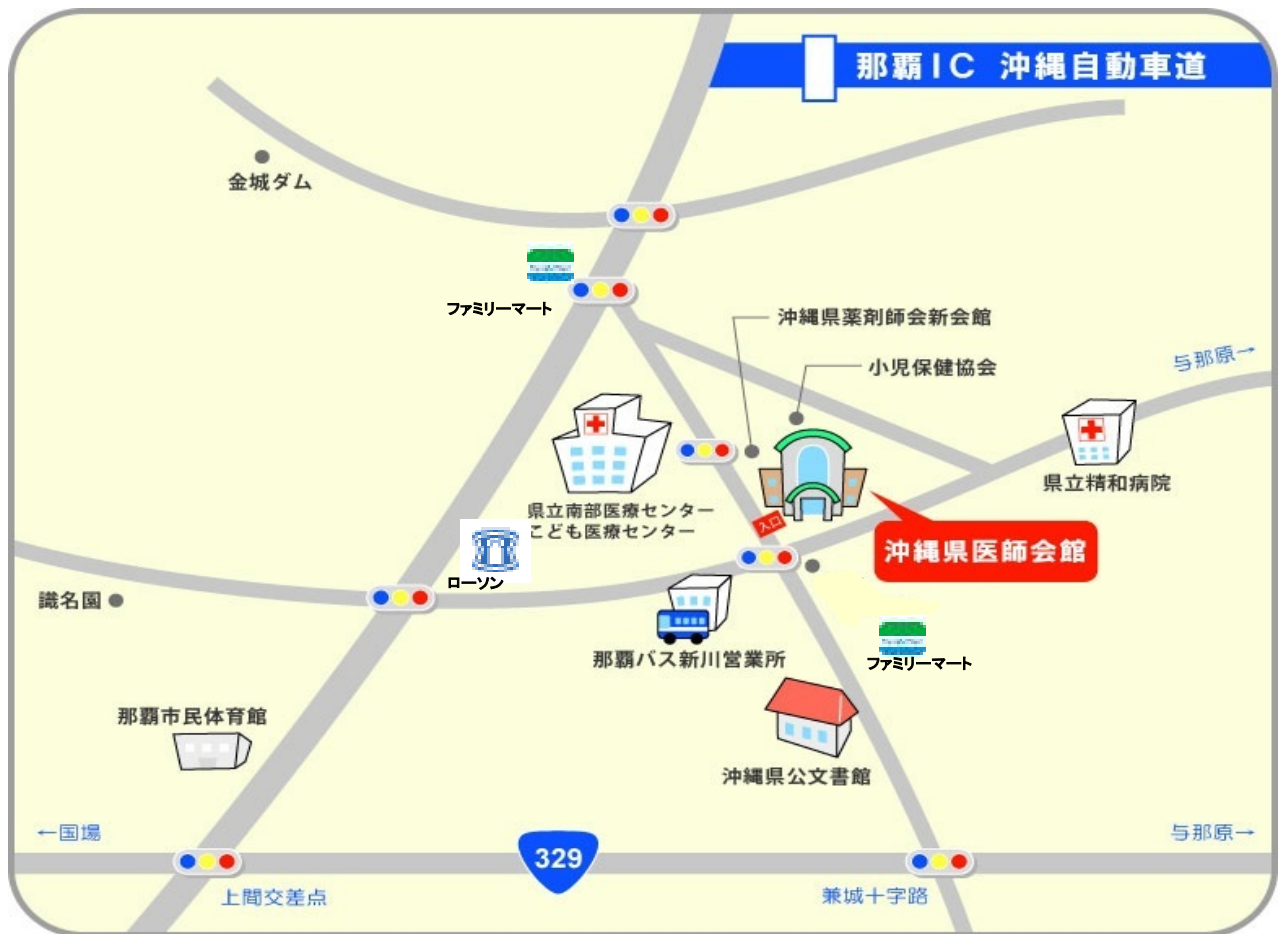 那覇IC 沖縄自動車道
金城ダム
ファミリーマート
沖縄県薬剤師会新会館
小児保健協会
与那原→
県立精和病院
県立南部医療センター
こども医療センター
入口
沖縄県医師会館
ローソン
識名園
那覇バス新川営業所
ファミリーマート
那覇市民体育館
沖縄県公文書館
←国場
与那原→
329
上間交差点
兼城十字路